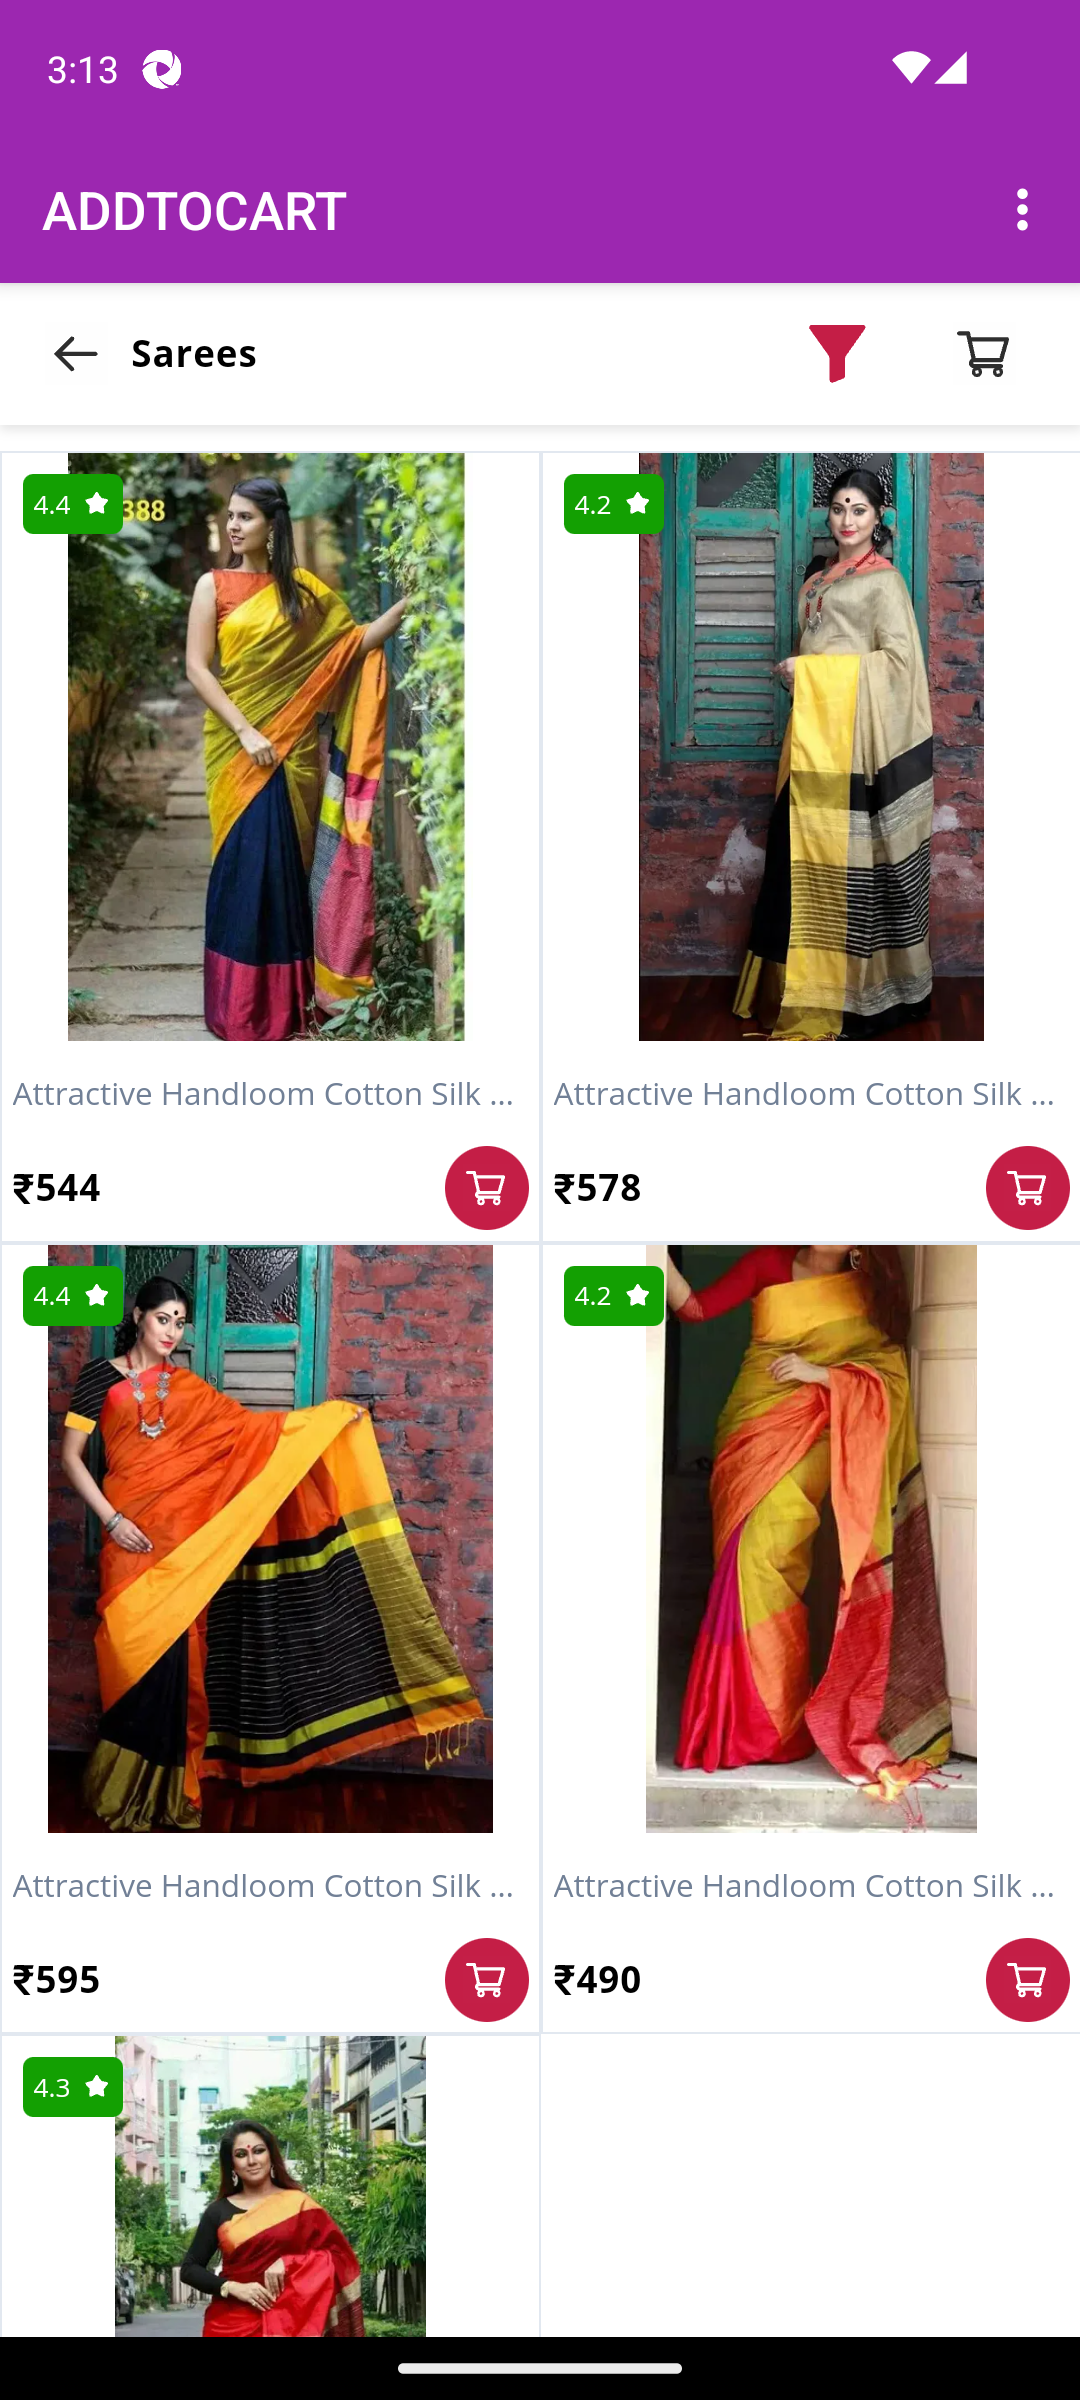 3:13
ADDTOCART
Sarees
4.4
388
4.2
Attractive Handloom Cotton Silk ...
Attractive Handloom Cotton Silk ...
₹544
₹578
4.4
4.2
Attractive Handloom Cotton Silk ...
Attractive Handloom Cotton Silk ...
₹595
₹490
4.3